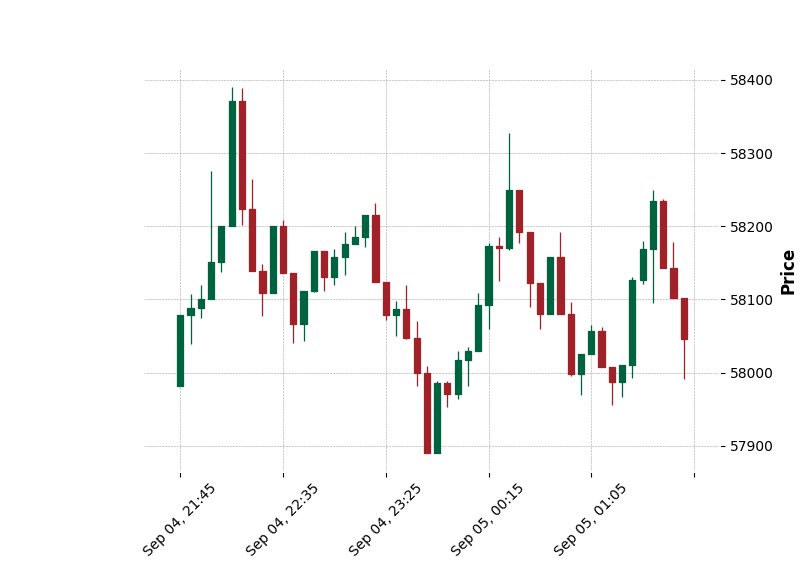 58400
58300
58200
58100
58000
57900
Price
Sep 04, 21:45
Sep 04, 22:35
Sep 04, 23:25
Sep 05, 00:15
Sep 05, 01:05